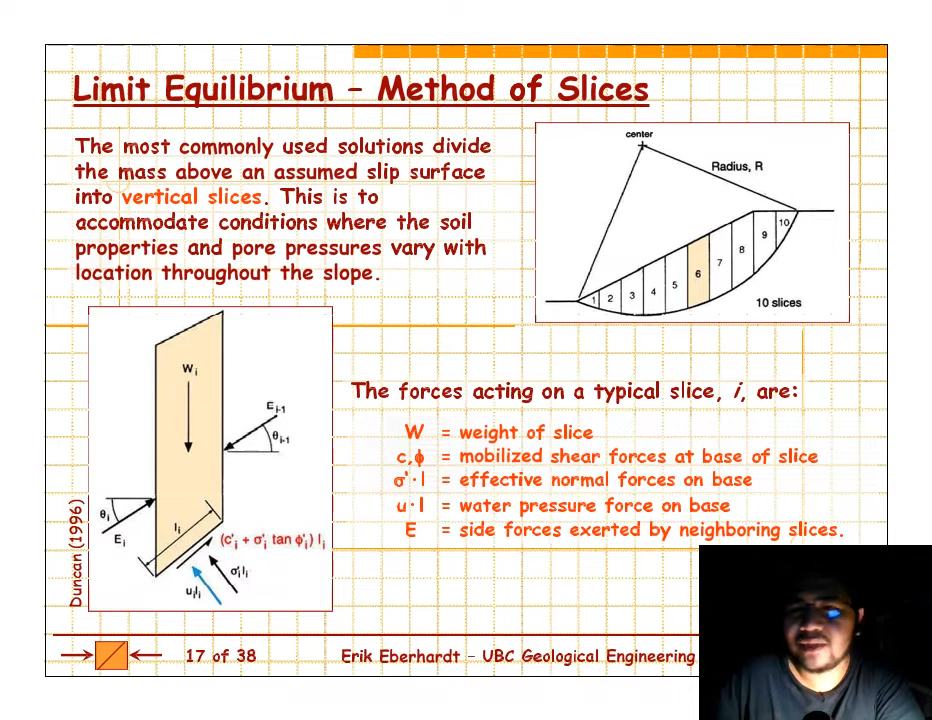 Limit Equilibrium – Method of Slices
The most commonly used solutions divide
the mass above an assumed slip surface
into vertical slices. This is to
accommodate conditions where the soil
properties and pore pressures vary with
location throughout the slope.
center
Radius, R
1 2 3 4 5 6 7 8 9 10
10 slices
Wi
Ei-1
θi-1
θi
Ei
li
(c'i + σ'i tan ϕ'i) li
σ'i li
uili
Duncan (1996)
The forces acting on a typical slice, i, are:
W = weight of slice
c,ϕ = mobilized shear forces at base of slice
σ'·l = effective normal forces on base
u·l = water pressure force on base
E = side forces exerted by neighboring slices.
17 of 38
Erik Eberhardt – UBC Geological Engineering